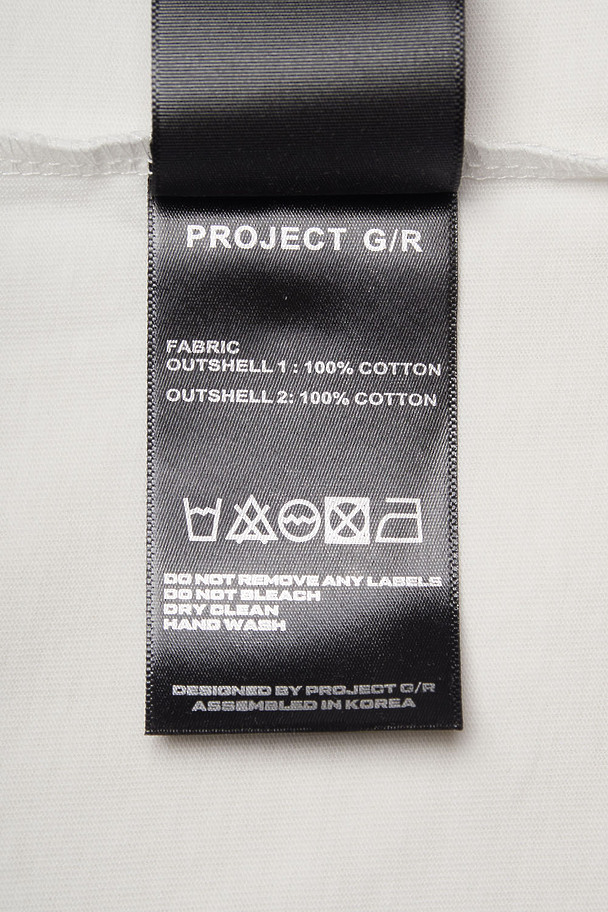 PROJECT G/R
FABRIC
OUTSHELL 1 : 100% COTTON
OUTSHELL 2: 100% COTTON
DO NOT REMOVE ANY LABELS
DO NOT BLEACH
DRY CLEAN
HAND WASH
DESIGNED BY PROJECT G/R
ASSEMBLED IN KOREA